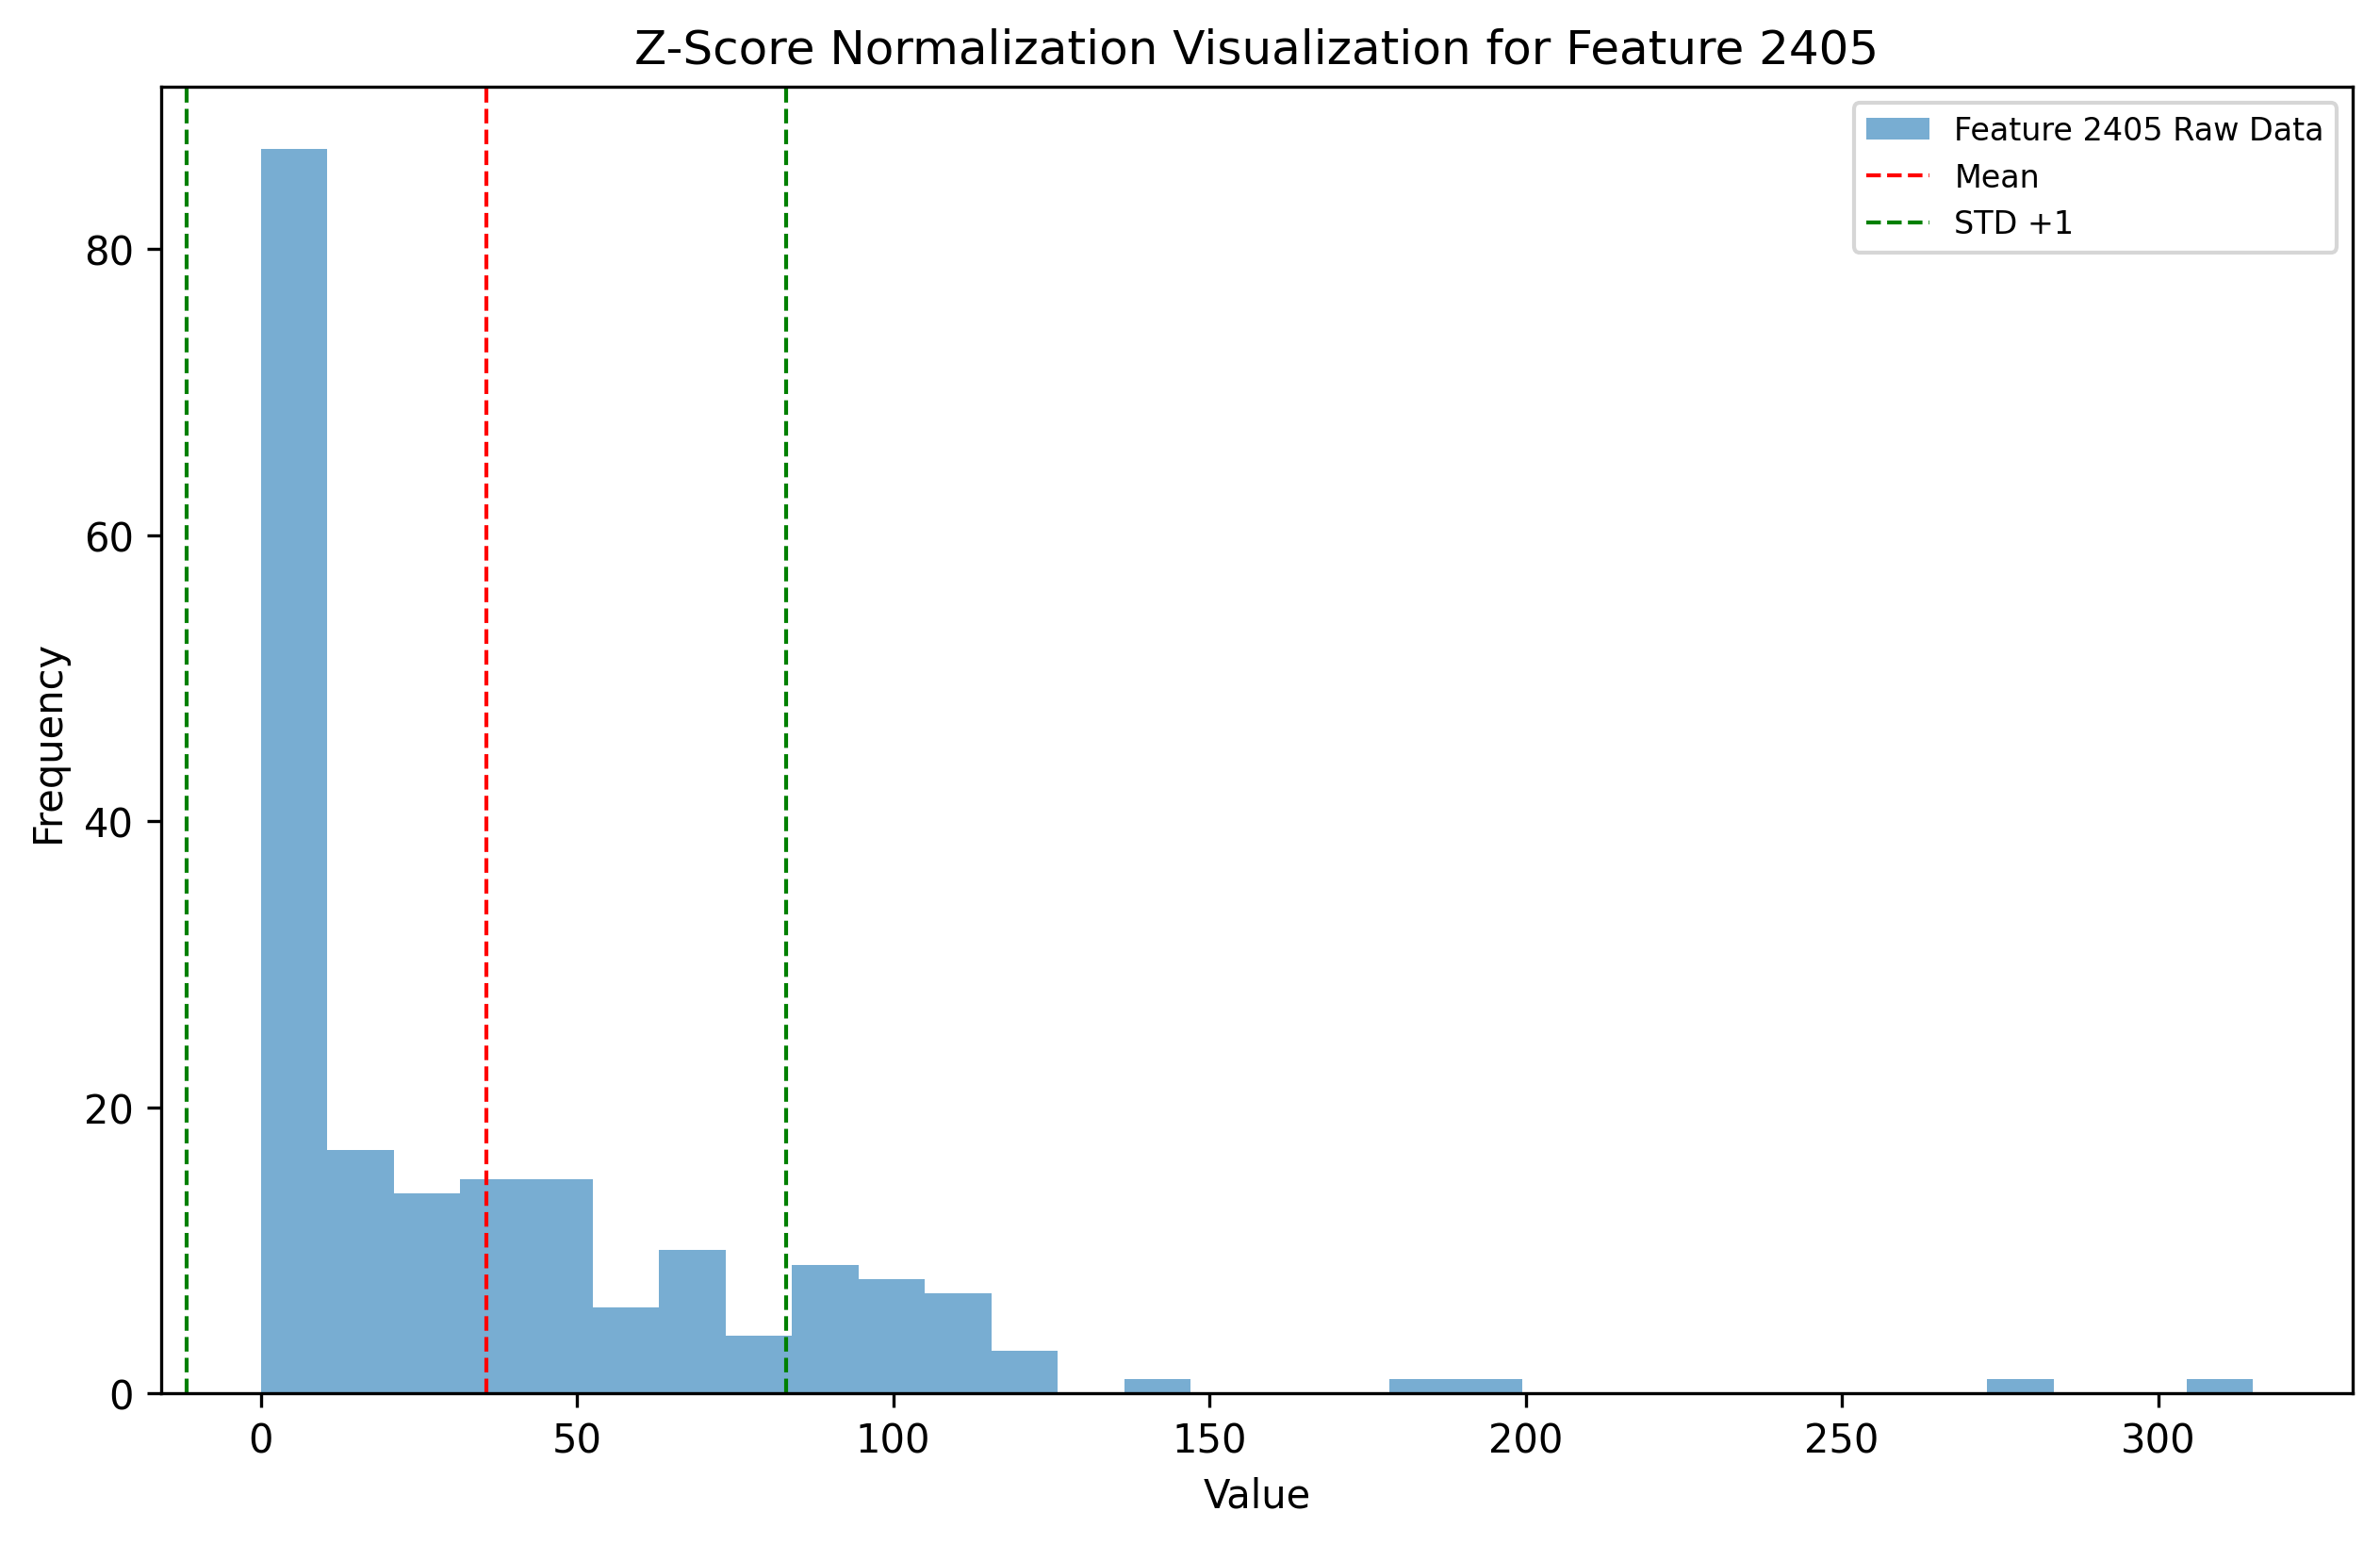 Z-Score Normalization Visualization for Feature 2405
Feature 2405 Raw Data
Mean
STD +1
80
60
40
20
0
Frequency
0 50 100 150 200 250 300
Value